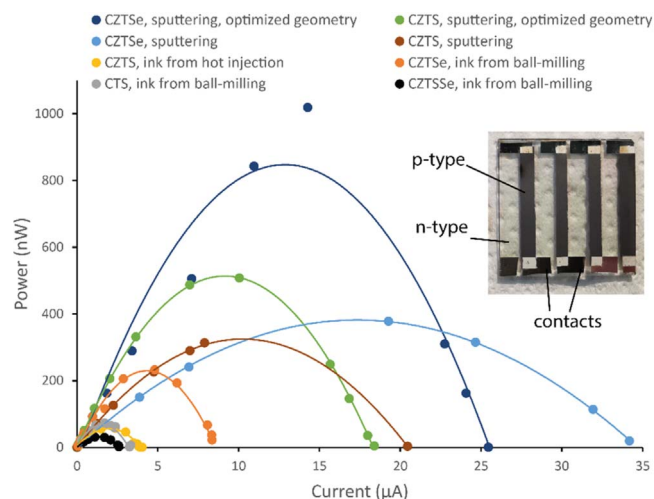 CZTSe, sputtering, optimized geometry
CZTS, sputtering, optimized geometry
CZTSe, sputtering
CZTS, sputtering
CZTS, ink from hot injection
CZTSe, ink from ball-milling
CTS, ink from ball-milling
CZTSSe, ink from ball-milling
1000
800
600
400
200
0
Power (nW)
p-type
n-type
contacts
0 5 10 15 20 25 30 35
Current (µA)